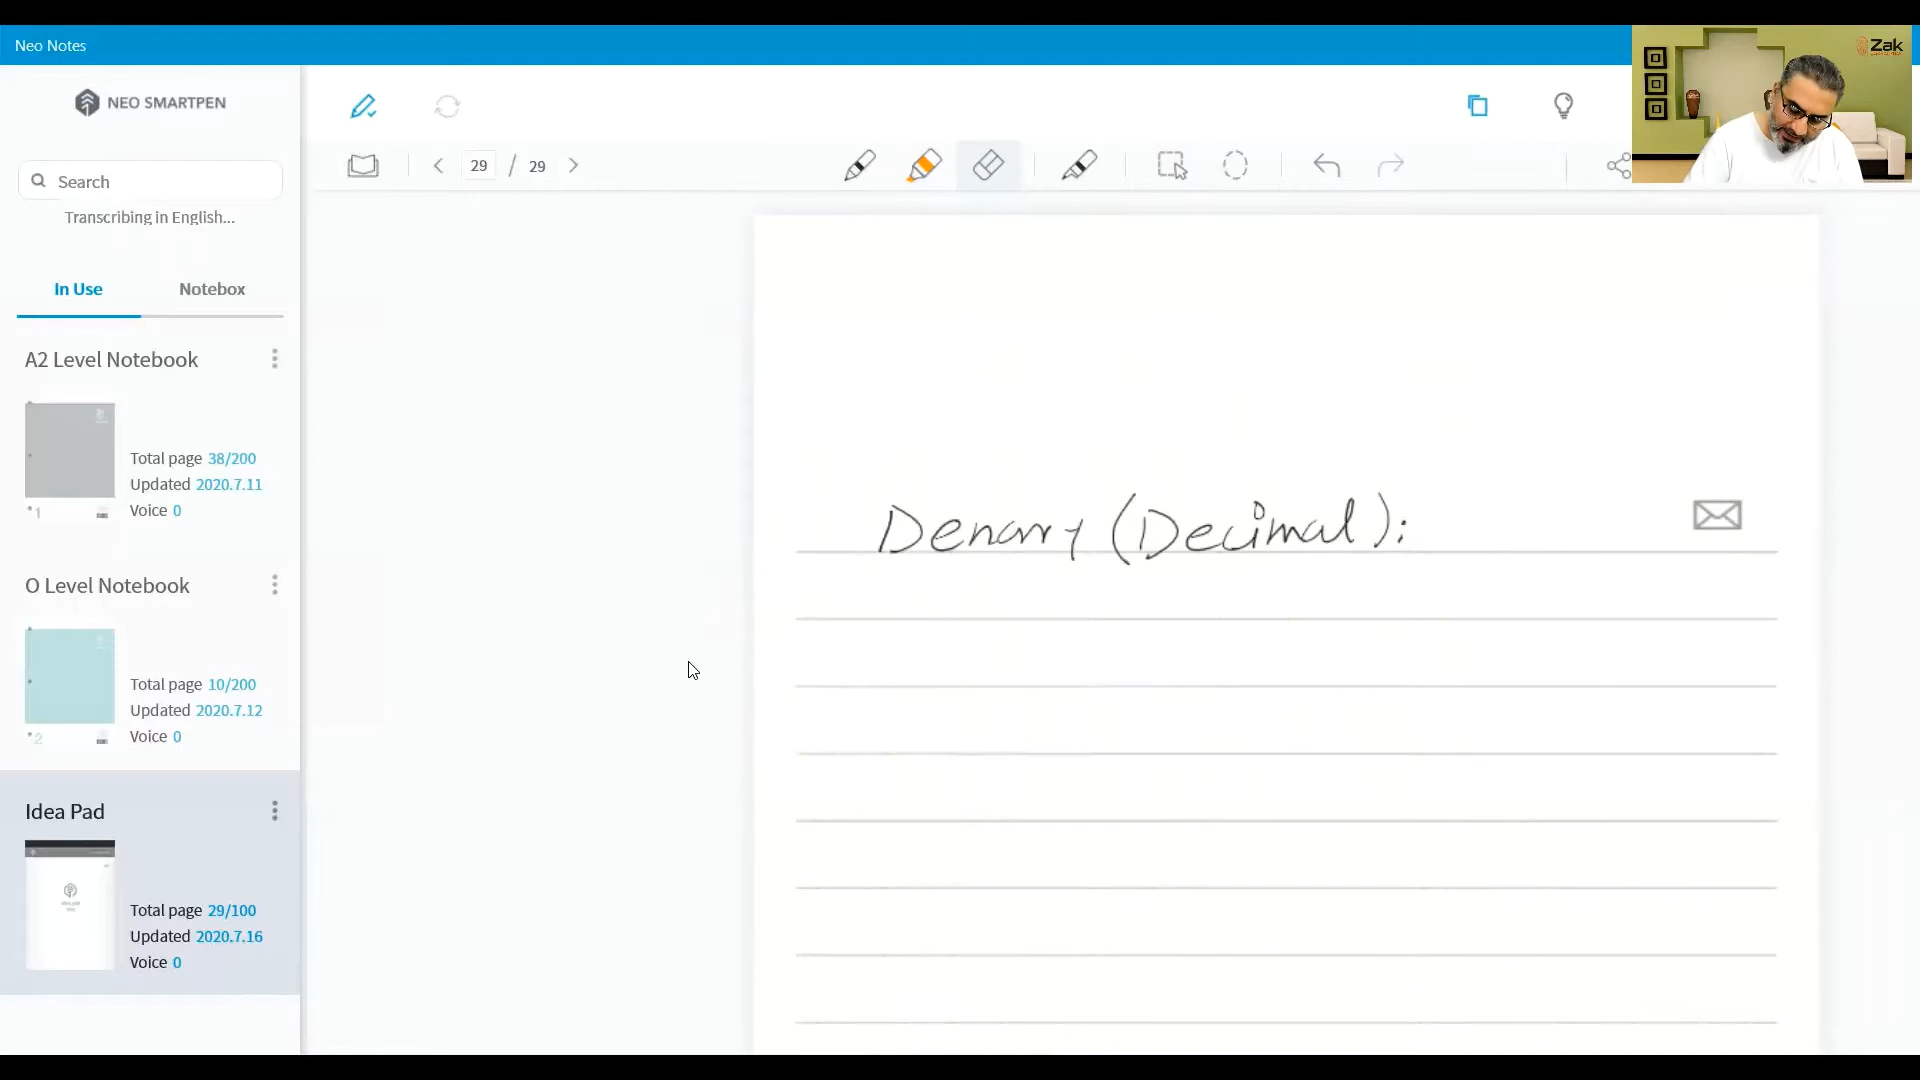 Neo Notes
Zak
NEO SMARTPEN
29 / 29
Search
Transcribing in English...
In Use Notebox
A2 Level Notebook
Total page 38/200
Updated 2020.7.11
Voice 0
1
O Level Notebook
Total page 10/200
Updated 2020.7.12
Voice 0
2
Idea Pad
Total page 29/100
Updated 2020.7.16
Voice 0
Denary (Decimal):